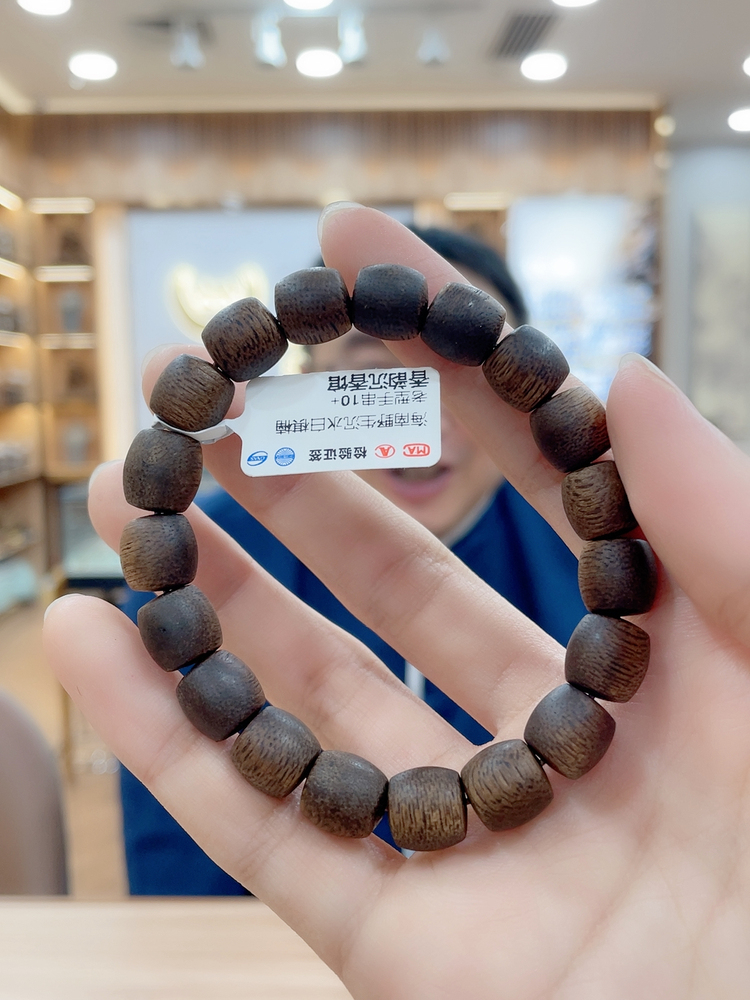 MA 检验证签
海南野生沉水白棋楠
老型手串10+
香韵沉香馆